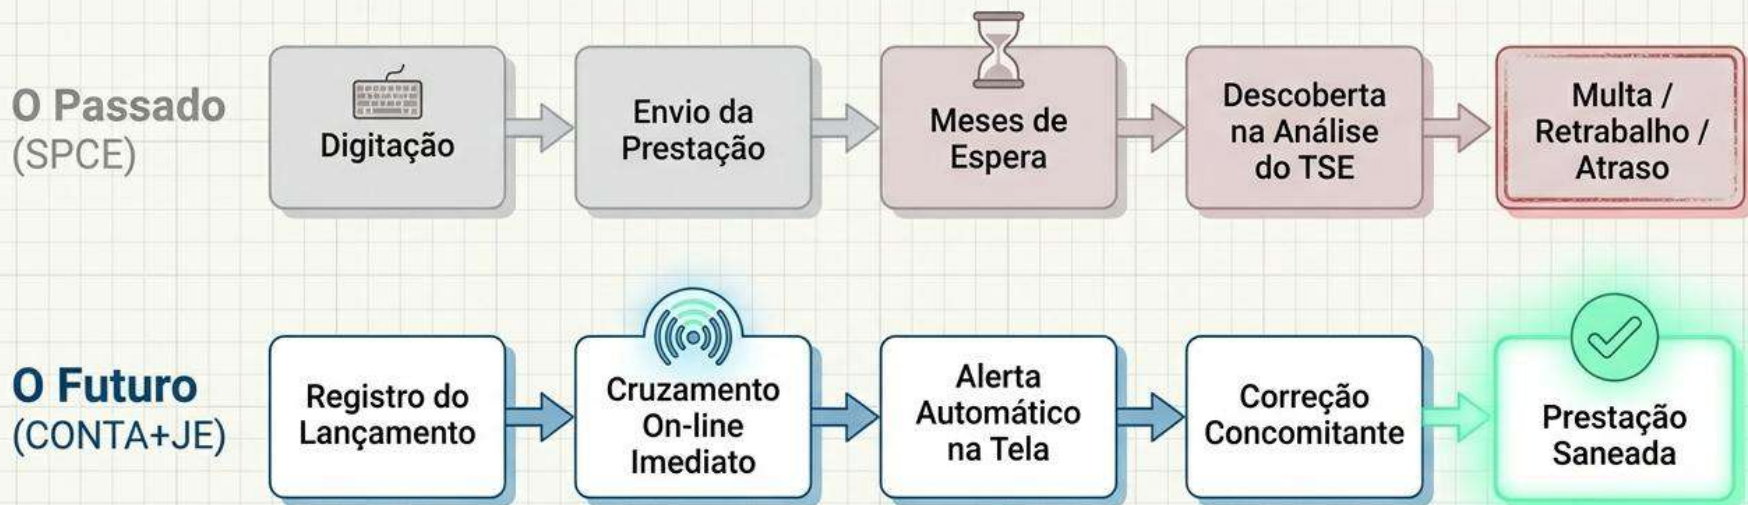 O Passado
(SPCE)
Digitação
Envio da
Prestação
Meses de
Espera
Descoberta
na Análise
do TSE
Multa /
Retrabalho /
Atraso
O Futuro
(CONTA+JE)
Registro do
Lançamento
Cruzamento
On-line
Imediato
Alerta
Automático
na Tela
Correção
Concomitante
Prestação
Saneada